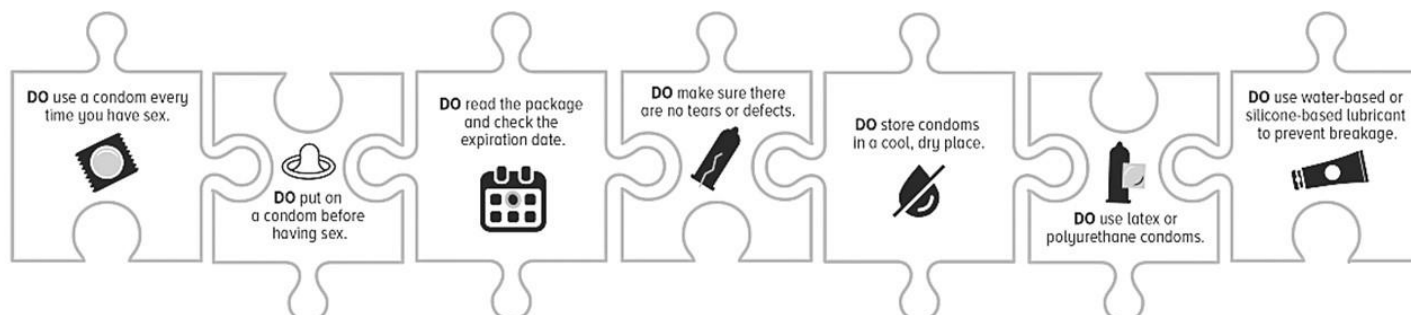 DO use a condom every
time you have sex.
DO put on
a condom before
having sex.
DO read the package
and check the
expiration date.
DO make sure there
are no tears or defects.
DO store condoms
in a cool, dry place.
DO use latex or
polyurethane condoms.
DO use water-based or
silicone-based lubricant
to prevent breakage.